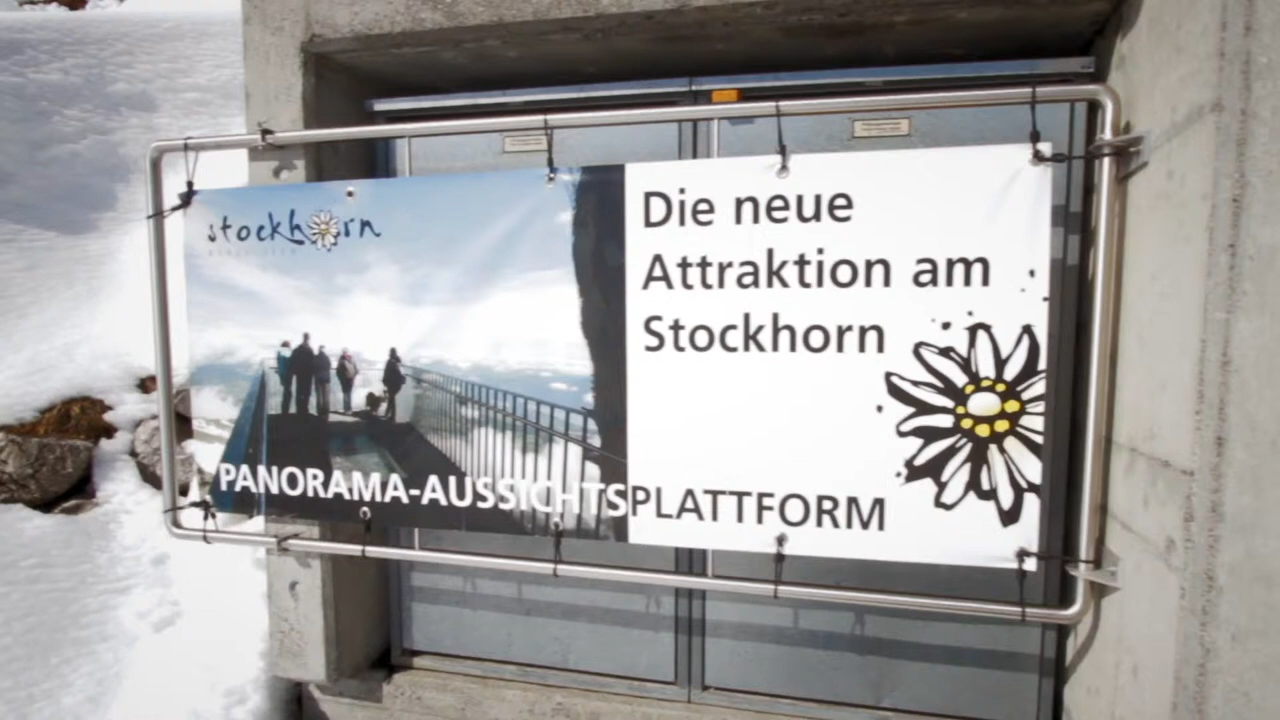 stockhorn
Die neue
Attraktion am
Stockhorn
PANORAMA-AUSSICHTSPLATTFORM